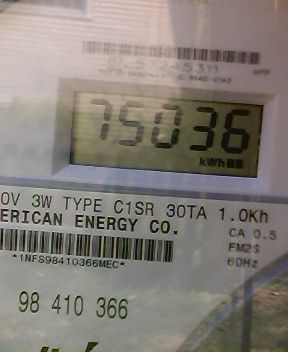 75036
kWh
0V 3W TYPE C1SR 30TA 1.0Kh
ERICAN ENERGY CO.
CA 0.5
FM2S
60Hz
*1NFS98410366MEC*
98 410 366